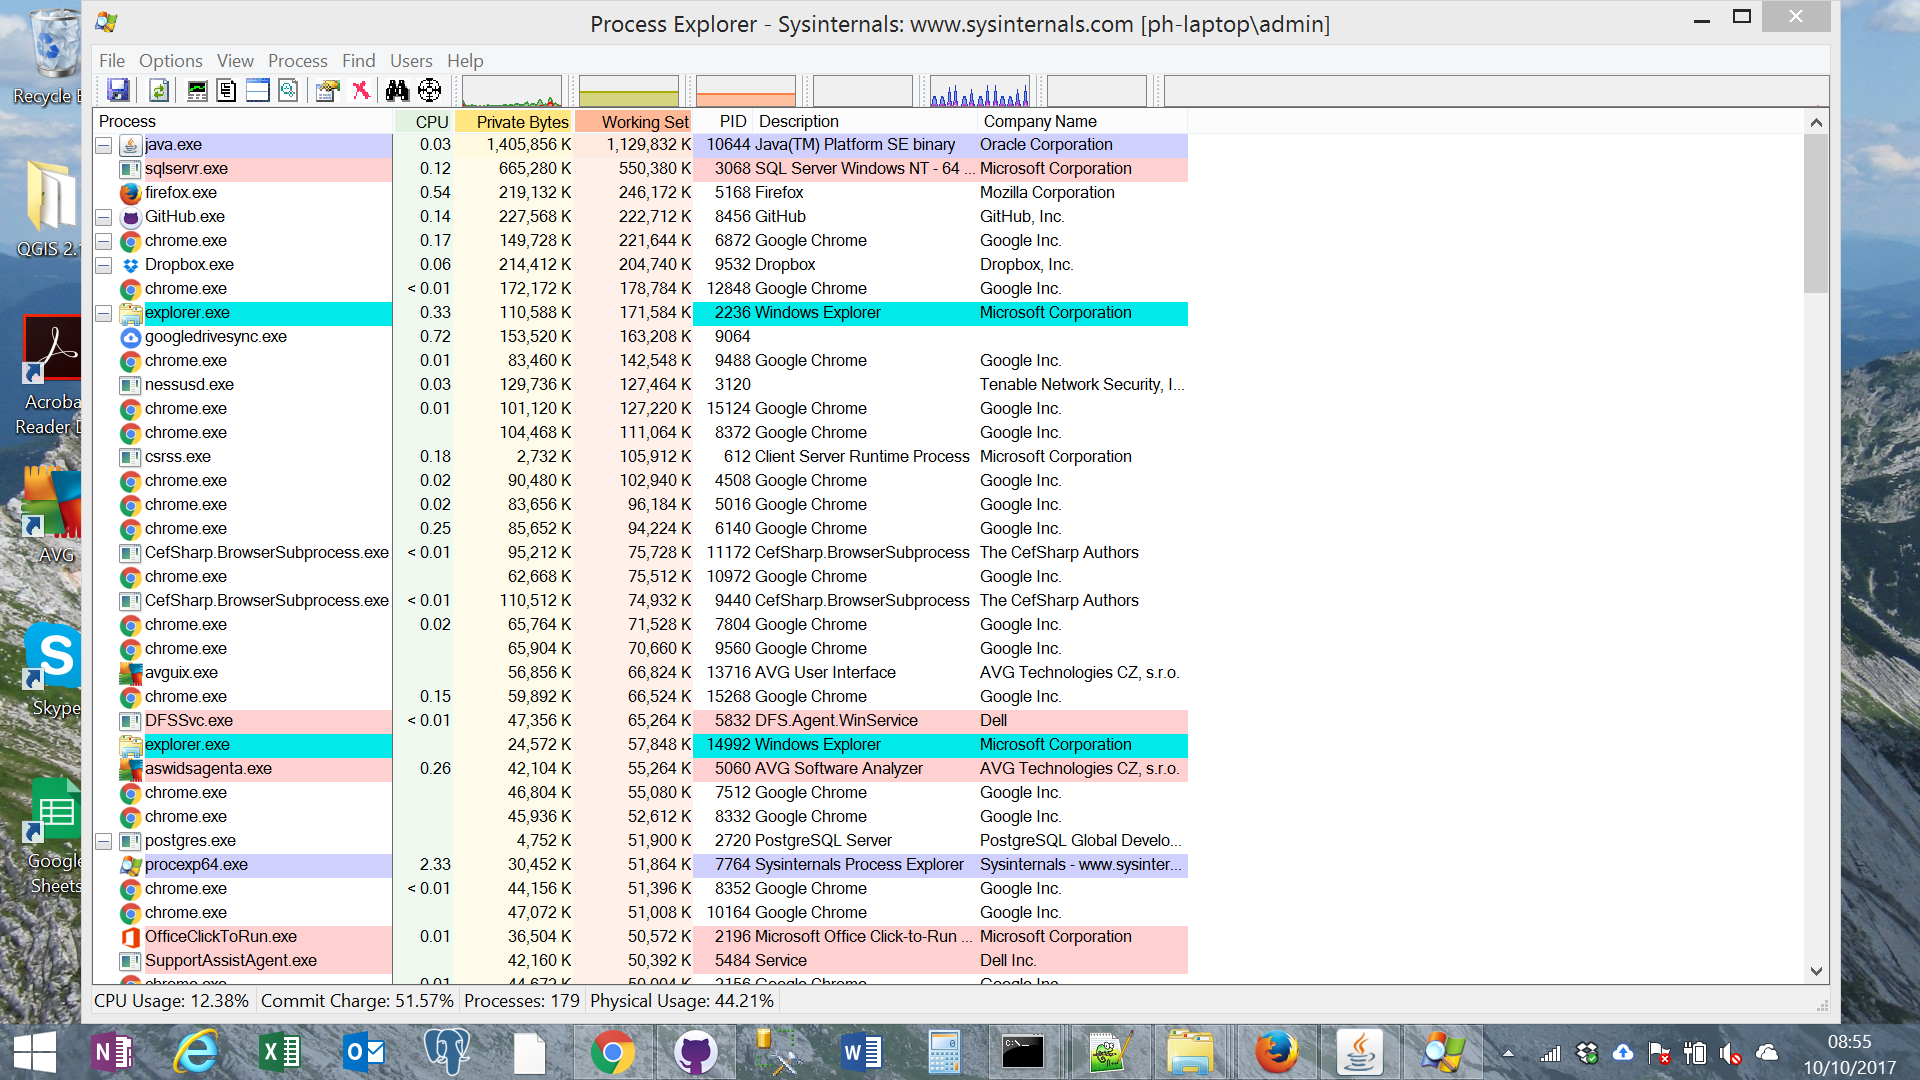 Process Explorer - Sysinternals: www.sysinternals.com [ph-laptop\admin]
File Options View Process Find Users Help
Process CPU Private Bytes Working Set PID Description Company Name
java.exe 0.03 1,405,856 K 1,129,832 K 10644 Java(TM) Platform SE binary Oracle Corporation
sqlservr.exe 0.12 665,280 K 550,380 K 3068 SQL Server Windows NT - 64 ... Microsoft Corporation
firefox.exe 0.54 219,132 K 246,172 K 5168 Firefox Mozilla Corporation
GitHub.exe 0.14 227,568 K 222,712 K 8456 GitHub GitHub, Inc.
chrome.exe 0.17 149,728 K 221,644 K 6872 Google Chrome Google Inc.
Dropbox.exe 0.06 214,412 K 204,740 K 9532 Dropbox Dropbox, Inc.
chrome.exe < 0.01 172,172 K 178,784 K 12848 Google Chrome Google Inc.
explorer.exe 0.33 110,588 K 171,584 K 2236 Windows Explorer Microsoft Corporation
googledrivesync.exe 0.72 153,520 K 163,208 K 9064
chrome.exe 0.01 83,460 K 142,548 K 9488 Google Chrome Google Inc.
nessusd.exe 0.03 129,736 K 127,464 K 3120 Tenable Network Security, I...
chrome.exe 0.01 101,120 K 127,220 K 15124 Google Chrome Google Inc.
chrome.exe 104,468 K 111,064 K 8372 Google Chrome Google Inc.
csrss.exe 0.18 2,732 K 105,912 K 612 Client Server Runtime Process Microsoft Corporation
chrome.exe 0.02 90,480 K 102,940 K 4508 Google Chrome Google Inc.
chrome.exe 0.02 83,656 K 96,184 K 5016 Google Chrome Google Inc.
chrome.exe 0.25 85,652 K 94,224 K 6140 Google Chrome Google Inc.
CefSharp.BrowserSubprocess.exe < 0.01 95,212 K 75,728 K 11172 CefSharp.BrowserSubprocess The CefSharp Authors
chrome.exe 62,668 K 75,512 K 10972 Google Chrome Google Inc.
CefSharp.BrowserSubprocess.exe < 0.01 110,512 K 74,932 K 9440 CefSharp.BrowserSubprocess The CefSharp Authors
chrome.exe 0.02 65,764 K 71,528 K 7804 Google Chrome Google Inc.
chrome.exe 65,904 K 70,660 K 9560 Google Chrome Google Inc.
avguix.exe 56,856 K 66,824 K 13716 AVG User Interface AVG Technologies CZ, s.r.o.
chrome.exe 0.15 59,892 K 66,524 K 15268 Google Chrome Google Inc.
DFSSvc.exe < 0.01 47,356 K 65,264 K 5832 DFS.Agent.WinService Dell
explorer.exe 24,572 K 57,848 K 14992 Windows Explorer Microsoft Corporation
aswidsagenta.exe 0.26 42,104 K 55,264 K 5060 AVG Software Analyzer AVG Technologies CZ, s.r.o.
chrome.exe 46,804 K 55,080 K 7512 Google Chrome Google Inc.
chrome.exe 45,936 K 52,612 K 8332 Google Chrome Google Inc.
postgres.exe 4,752 K 51,900 K 2720 PostgreSQL Server PostgreSQL Global Develo...
procexp64.exe 2.33 30,452 K 51,864 K 7764 Sysinternals Process Explorer Sysinternals - www.sysinter...
chrome.exe < 0.01 44,156 K 51,396 K 8352 Google Chrome Google Inc.
chrome.exe 47,072 K 51,008 K 10164 Google Chrome Google Inc.
OfficeClickToRun.exe 0.01 36,504 K 50,572 K 2196 Microsoft Office Click-to-Run ... Microsoft Corporation
SupportAssistAgent.exe 42,160 K 50,392 K 5484 Service Dell Inc.
chrome.exe 0.01 44,672 K 50,004 K 2156 Google Chrome Google Inc.
CPU Usage: 12.38% Commit Charge: 51.57% Processes: 179 Physical Usage: 44.21%
Recycle
QGIS 2.
Acroba
Reader
AVG
Skype
Google
Sheets
08:55
10/10/2017